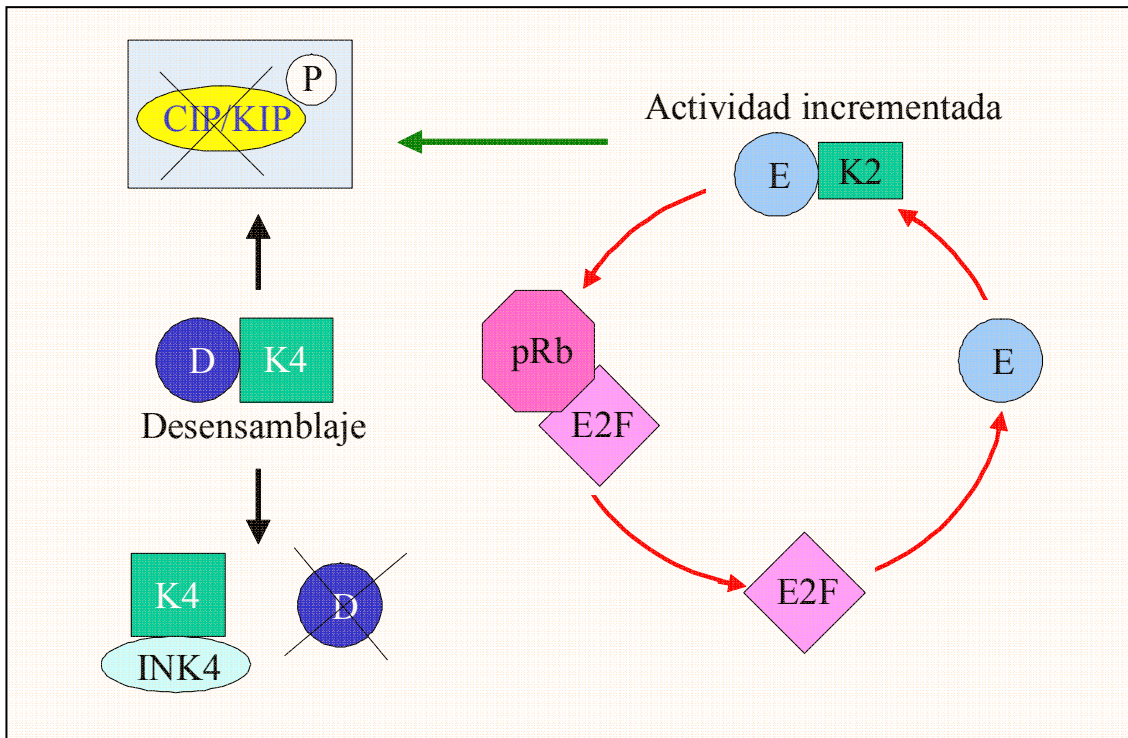 P
CIP/KIP
Actividad incrementada
E
K2
D
K4
Desensamblaje
pRb
E2F
E
K4
D
INK4
E2F